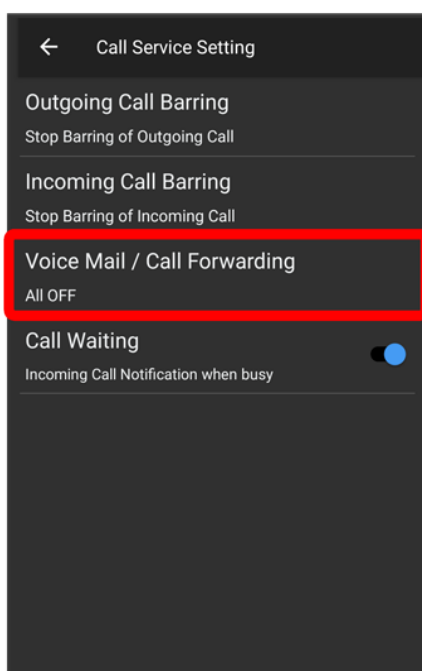 Call Service Setting
Outgoing Call Barring
Stop Barring of Outgoing Call
Incoming Call Barring
Stop Barring of Incoming Call
Voice Mail / Call Forwarding
All OFF
Call Waiting
Incoming Call Notification when busy